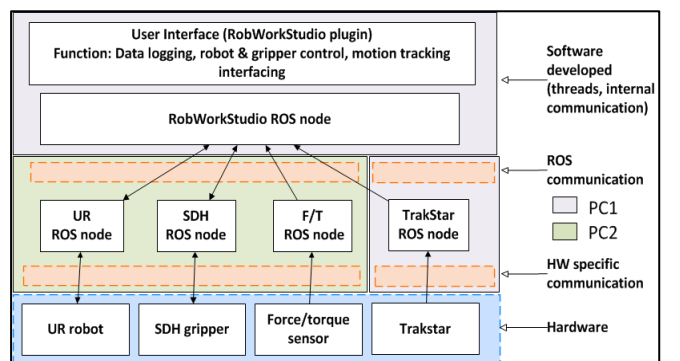 User Interface (RobWorkStudio plugin)
Function: Data logging, robot & gripper control, motion tracking
interfacing
RobWorkStudio ROS node
Software
developed
(threads, internal
communication)
ROS
communication
PC1
PC2
UR
ROS node
SDH
ROS node
F/T
ROS node
TrakStar
ROS node
HW specific
communication
UR robot
SDH gripper
Force/torque
sensor
Trakstar
Hardware